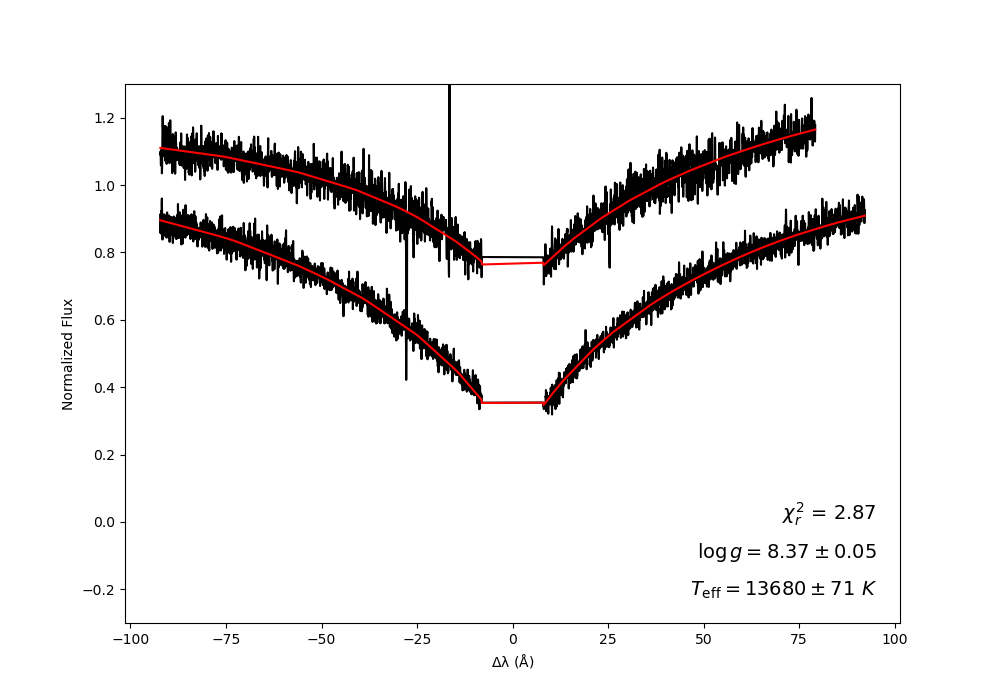 1.2
1.0
0.8
0.6
0.4
0.2
0.0
−0.2
Normalized Flux
χ²ᵣ = 2.87
log g = 8.37 ± 0.05
T_eff = 13680 ± 71 K
−100 −75 −50 −25 0 25 50 75 100
Δλ (Å)